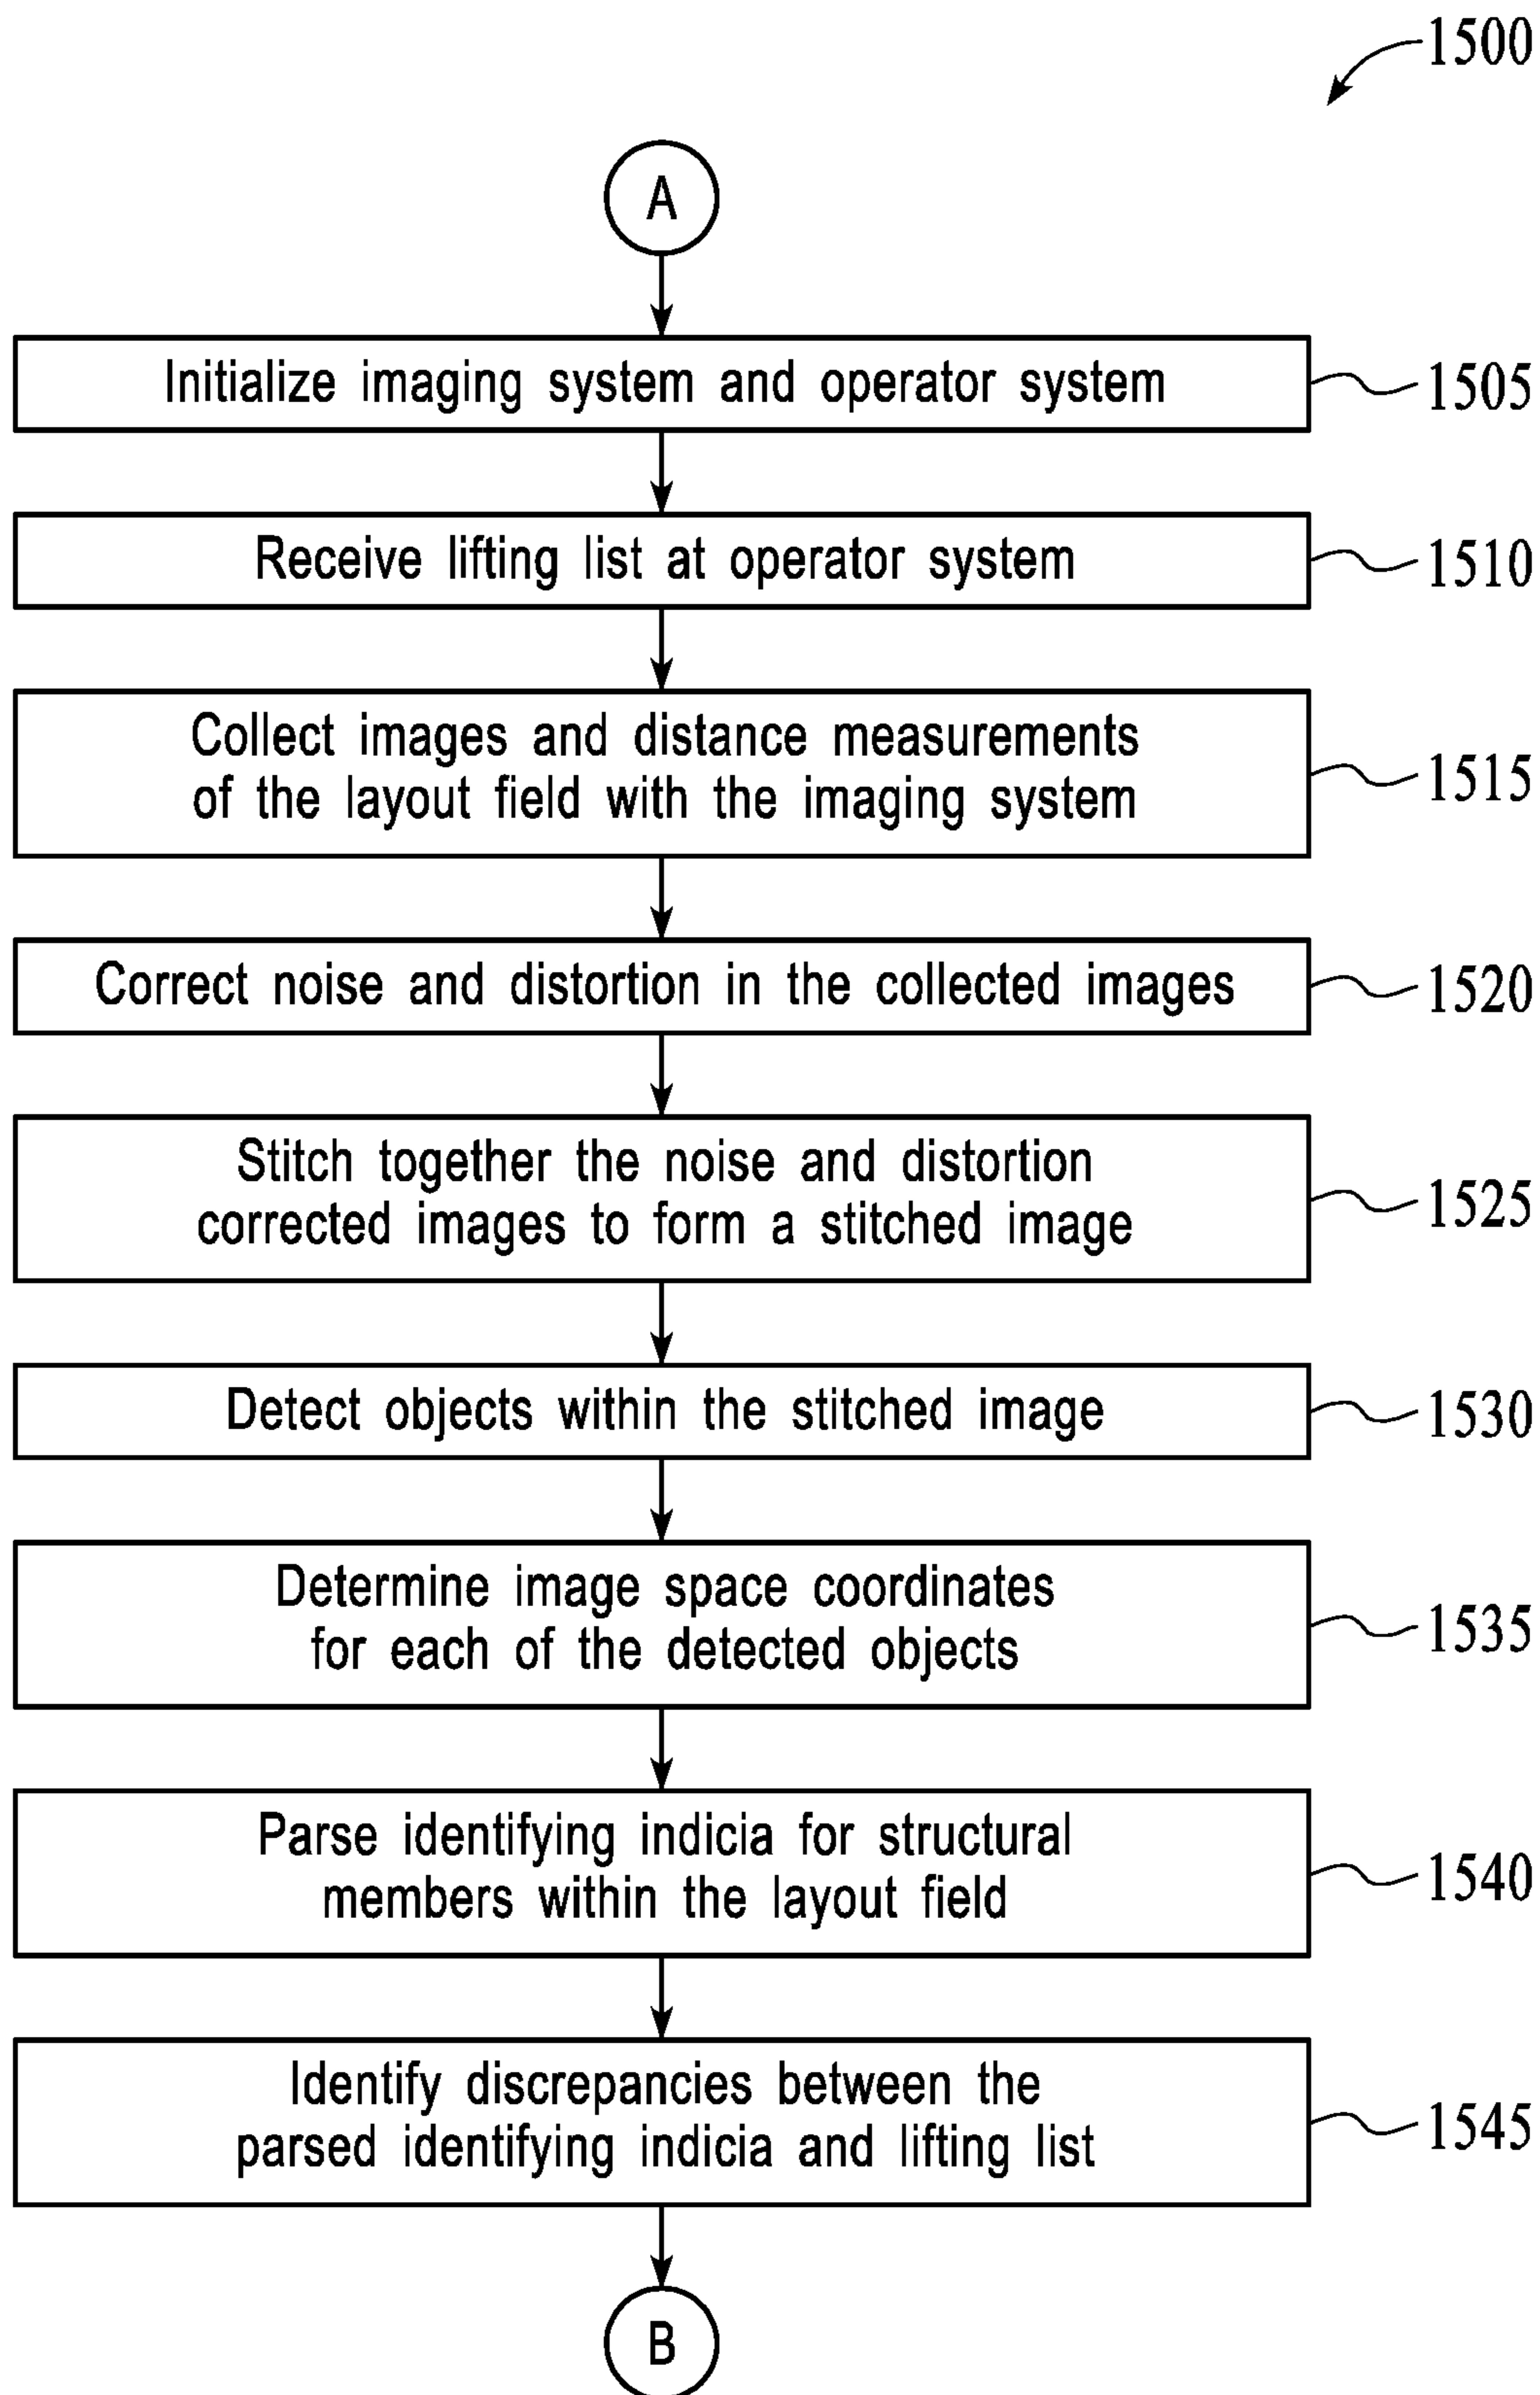 1500
A
Initialize imaging system and operator system
1505
Receive lifting list at operator system
1510
Collect images and distance measurements
of the layout field with the imaging system
1515
Correct noise and distortion in the collected images
1520
Stitch together the noise and distortion
corrected images to form a stitched image
1525
Detect objects within the stitched image
1530
Determine image space coordinates
for each of the detected objects
1535
Parse identifying indicia for structural
members within the layout field
1540
Identify discrepancies between the
parsed identifying indicia and lifting list
1545
B